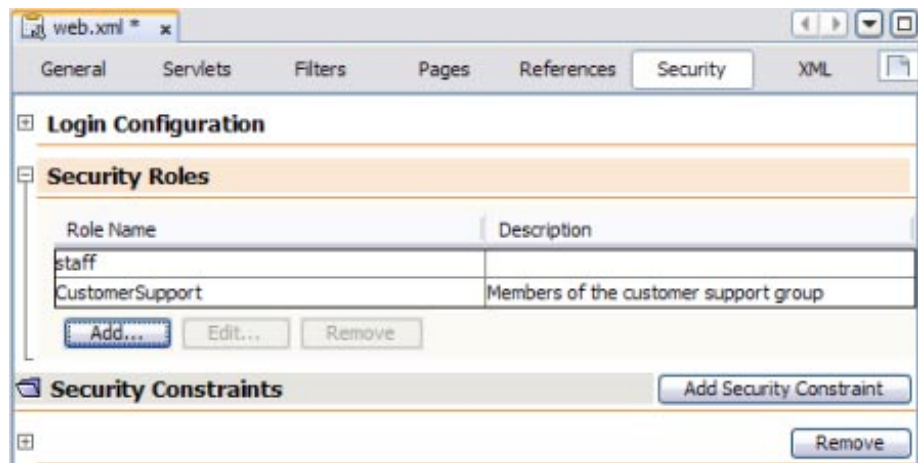 web.xml *
General Servlets Filters Pages References Security XML
Login Configuration
Security Roles
Role Name Description
staff
CustomerSupport Members of the customer support group
Add... Edit... Remove
Security Constraints Add Security Constraint
Remove